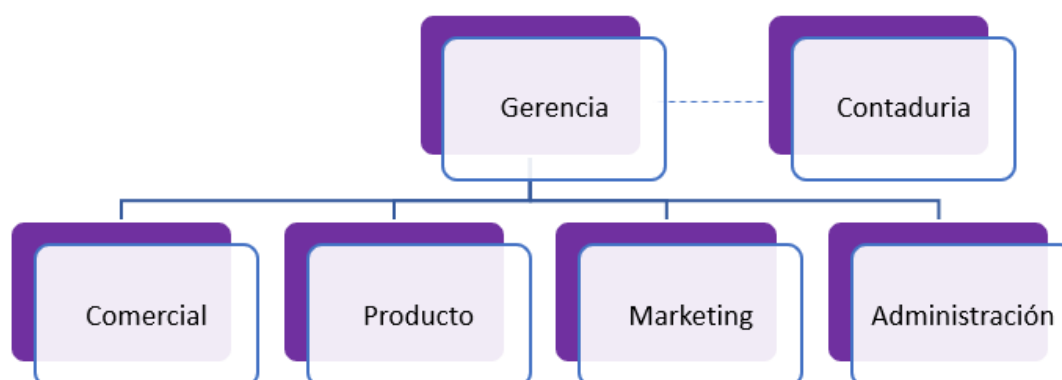 Gerencia
Contaduria
Comercial
Producto
Marketing
Administración